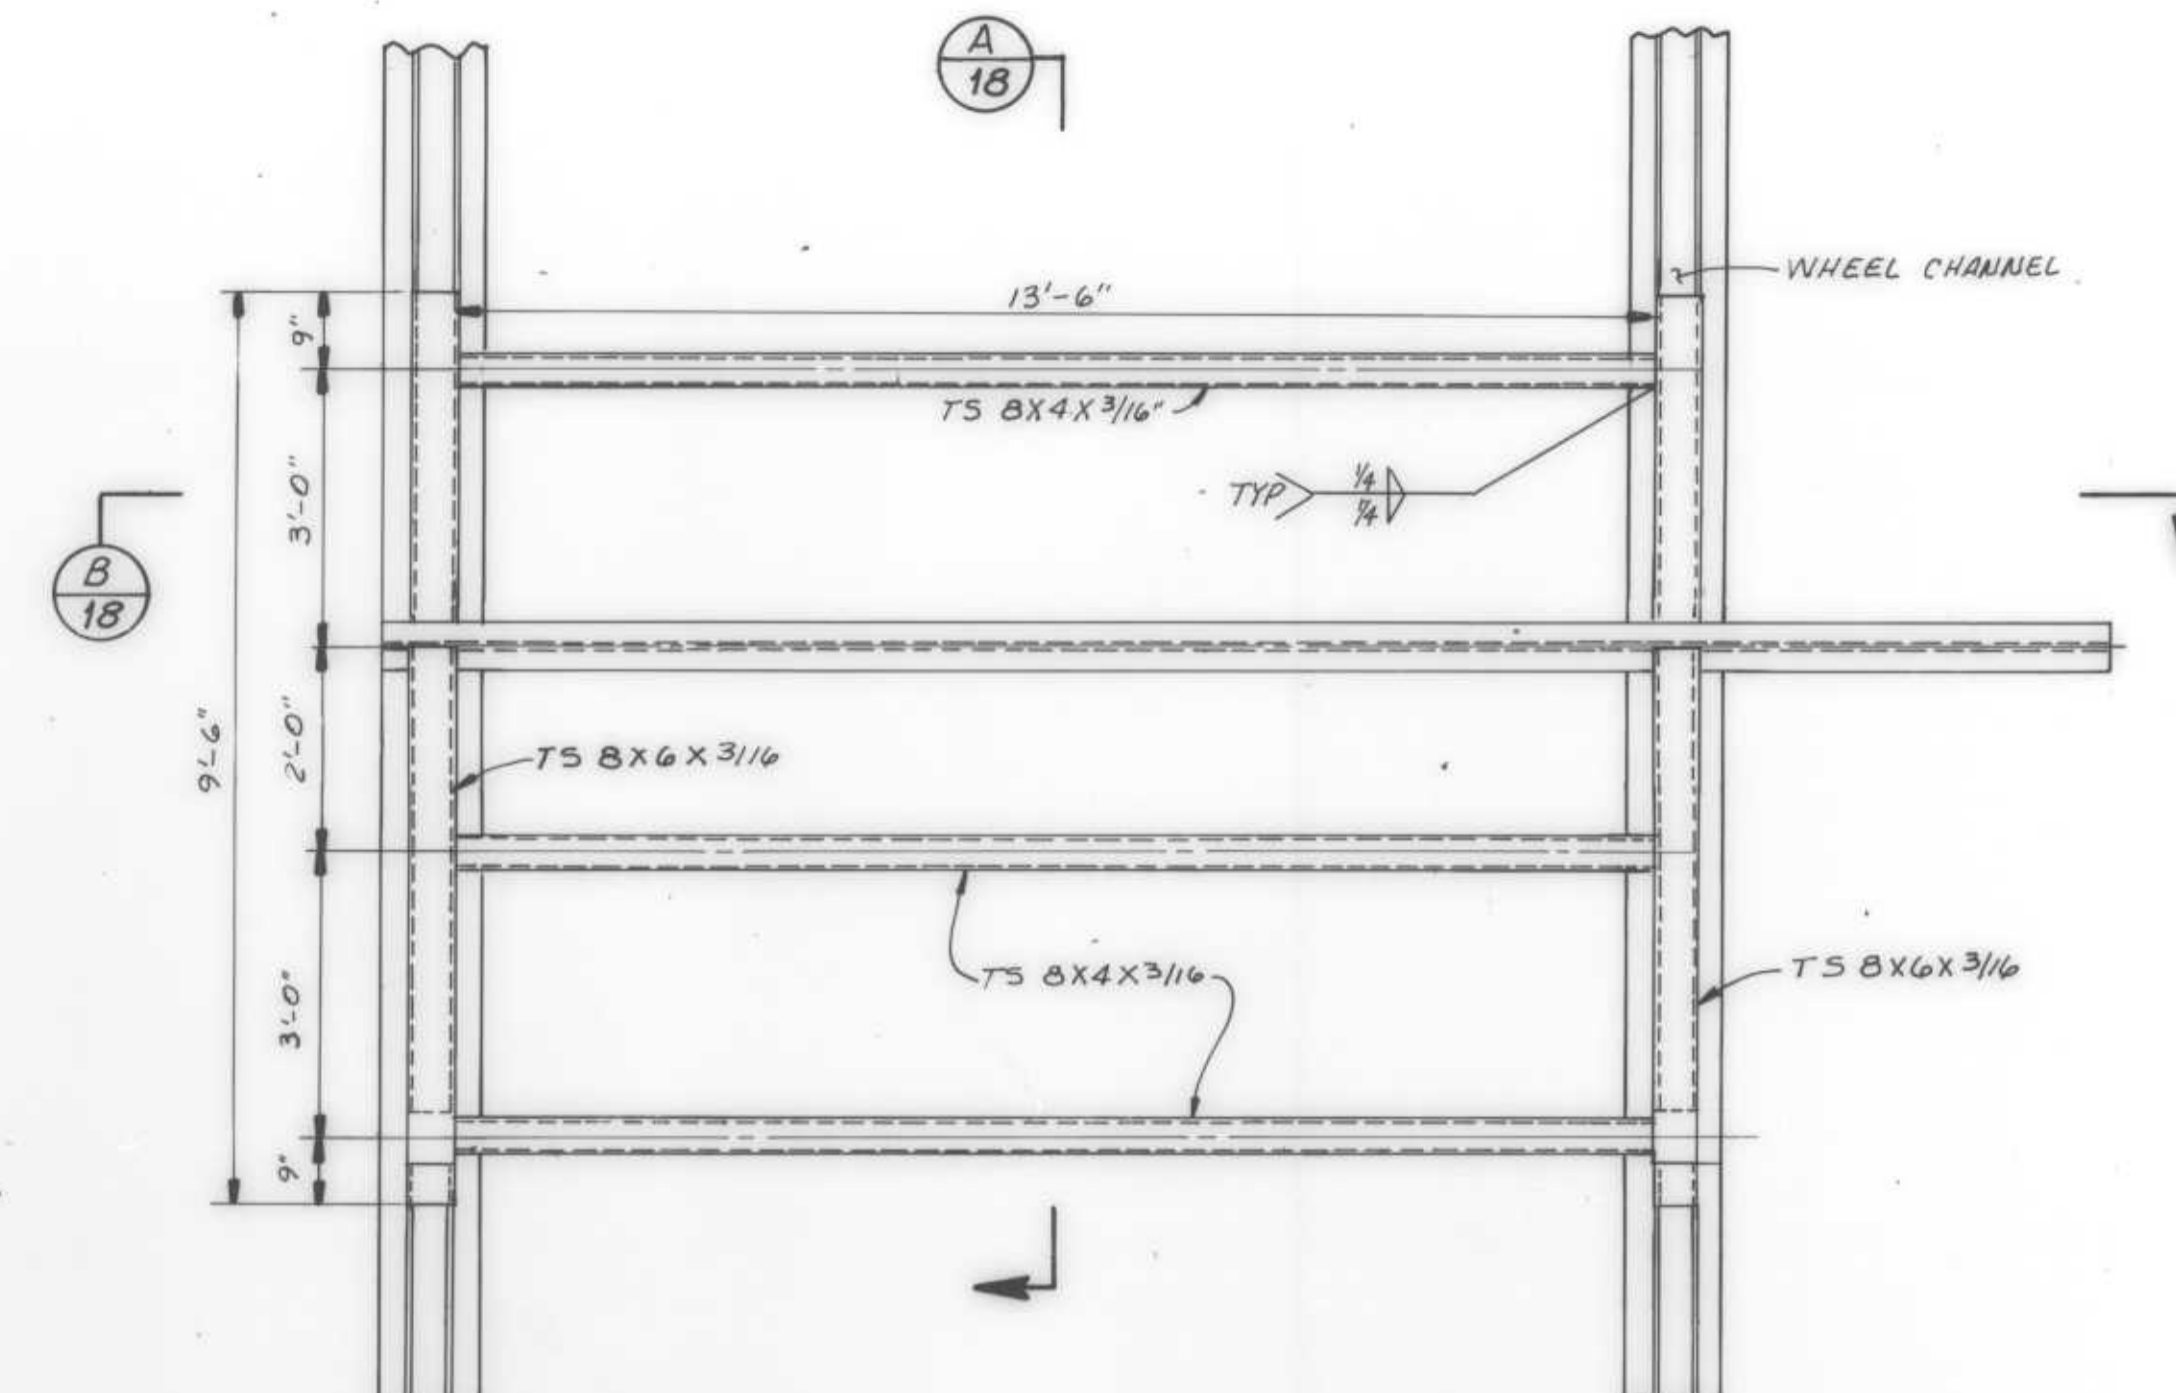 A
18
WHEEL CHANNEL
13'-6"
9"
TS 8X4X3/16"
3'-0"
TYP
1/4
1/4
B
18
9'-6"
2'-0"
TS 8X6X3/16
TS 8X4X3/16
TS 8X6X3/16
3'-0"
9"